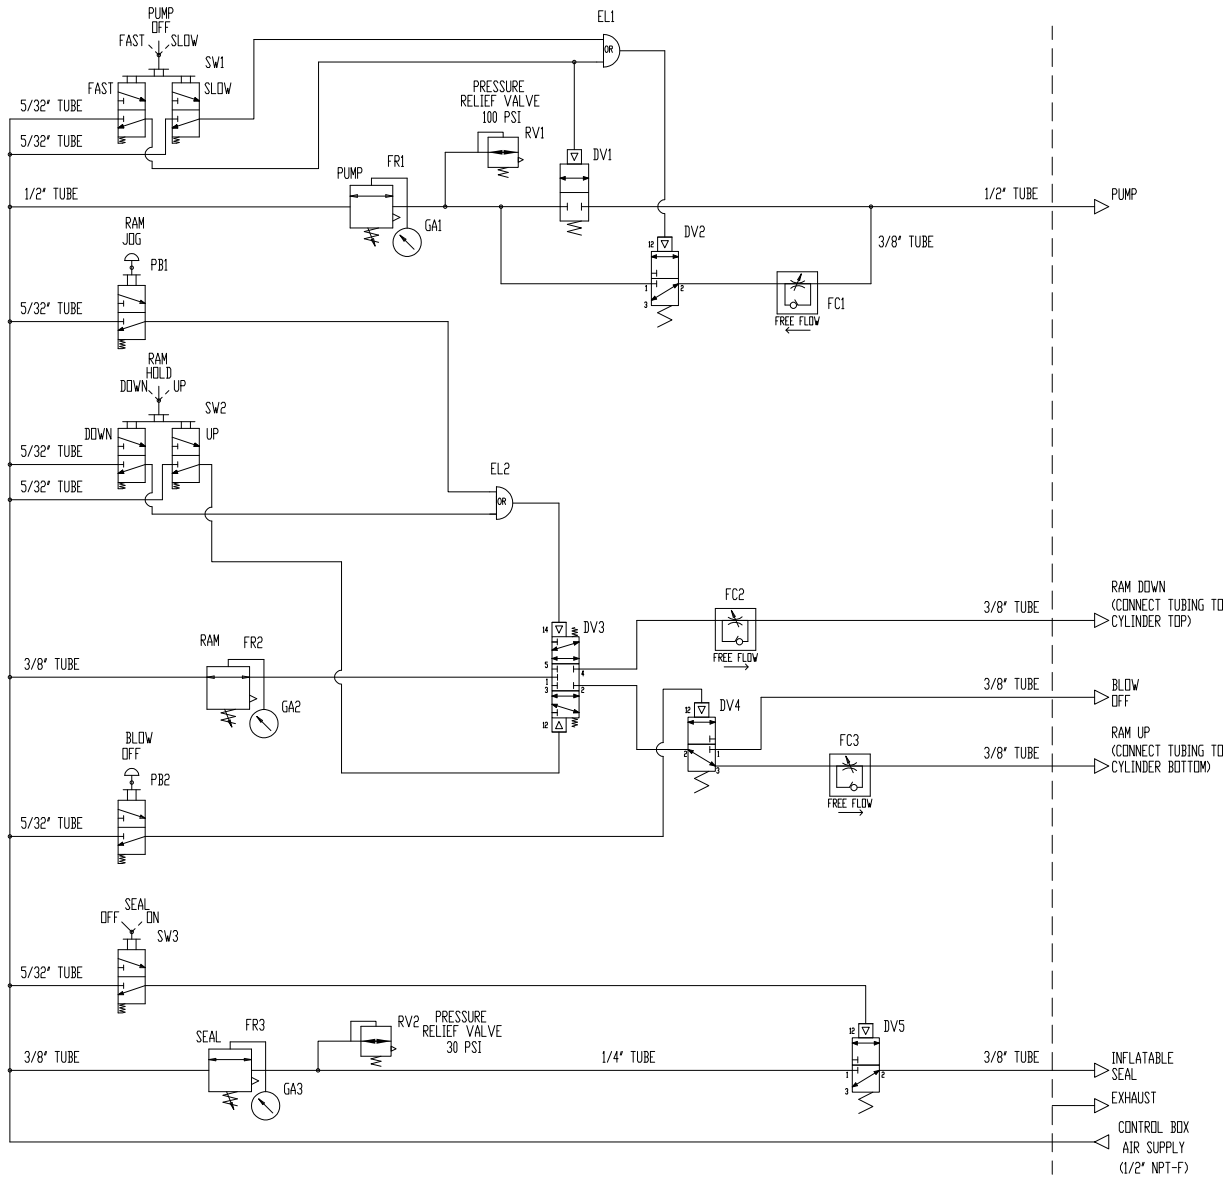 PUMP
OFF
FAST
SLOW
SW1
FAST
SLOW
5/32" TUBE
5/32" TUBE
EL1
OR
PRESSURE
RELIEF VALVE
100 PSI
RV1
DV1
PUMP
FR1
GA1
1/2" TUBE
1/2" TUBE
PUMP
3/8" TUBE
DV2
12
1
2
3
FC1
FREE FLOW
RAM
JOG
PB1
5/32" TUBE
RAM
HOLD
DOWN
UP
SW2
DOWN
UP
5/32" TUBE
5/32" TUBE
EL2
OR
RAM
FR2
GA2
3/8" TUBE
14
DV3
5
4
1
3
2
12
FC2
FREE FLOW
3/8" TUBE
RAM DOWN
(CONNECT TUBING TO
CYLINDER TOP)
12
DV4
2
1
3
3/8" TUBE
BLOW
OFF
FC3
FREE FLOW
3/8" TUBE
RAM UP
(CONNECT TUBING TO
CYLINDER BOTTOM)
BLOW
OFF
PB2
5/32" TUBE
SEAL
OFF
ON
SW3
5/32" TUBE
SEAL
FR3
GA3
3/8" TUBE
RV2
PRESSURE
RELIEF VALVE
30 PSI
1/4" TUBE
12
DV5
1
2
3
3/8" TUBE
INFLATABLE
SEAL
EXHAUST
CONTROL BOX
AIR SUPPLY
(1/2" NPT-F)